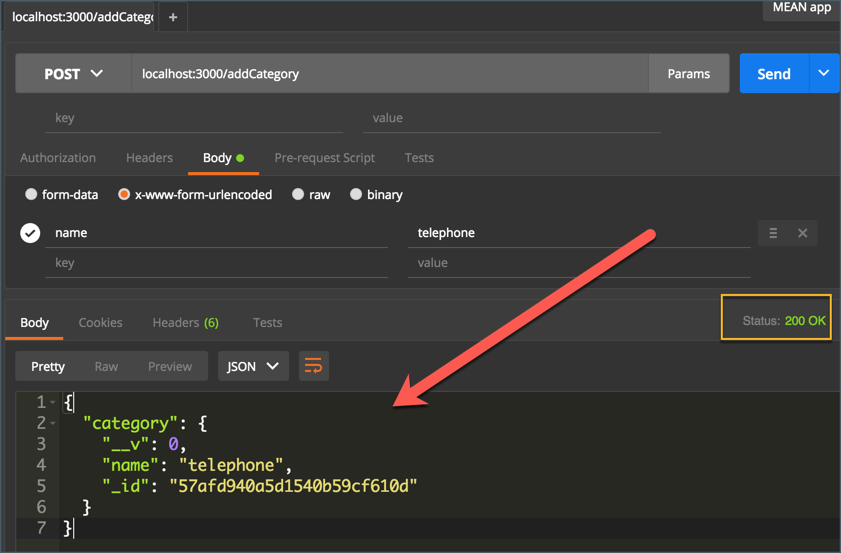 localhost:3000/addCatego +
MEAN app
POST localhost:3000/addCategory Params Send
key value
Authorization Headers Body Pre-request Script Tests
form-data x-www-form-urlencoded raw binary
name telephone
key value
Body Cookies Headers (6) Tests Status: 200 OK
Pretty Raw Preview JSON
1 {
2 "category": {
3 "__v": 0,
4 "name": "telephone",
5 "_id": "57afd940a5d1540b59cf610d"
6 }
7 }